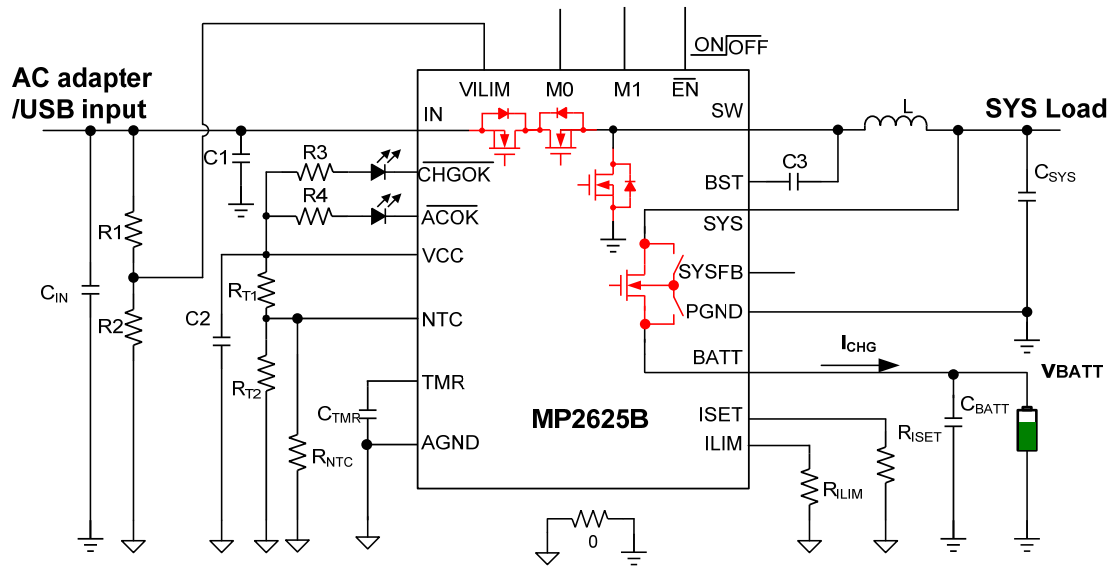 ON/OFF
AC adapter
/USB input
VILIM
M0
M1
EN
IN
SW
L
SYS Load
C1
R3
CHGOK
C3
BST
CSYS
R4
ACOK
SYS
R1
VCC
CIN
RT1
SYSFB
C2
R2
NTC
PGND
BATT
ICHG
VBATT
RT2
TMR
CTMR
CBATT
MP2625B
ISET
RISET
AGND
ILIM
RNTC
RILIM
0